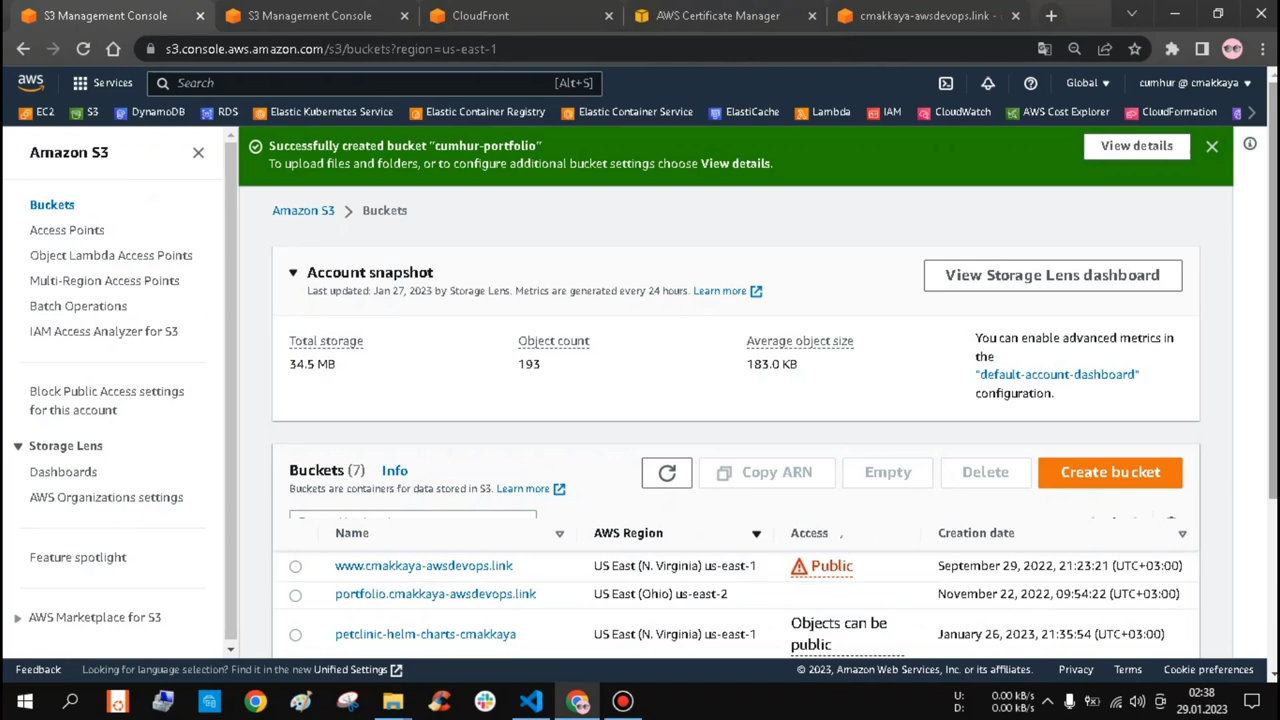 S3 Management Console
S3 Management Console
CloudFront
AWS Certificate Manager
cmakkaya-awsdevops.link -
s3.console.aws.amazon.com/s3/buckets?region=us-east-1
aws
Services
Search
[Alt+S]
Global
cumhur @ cmakkaya
EC2
S3
DynamoDB
RDS
Elastic Kubernetes Service
Elastic Container Registry
Elastic Container Service
ElastiCache
Lambda
IAM
CloudWatch
AWS Cost Explorer
CloudFormation
Amazon S3
Buckets
Access Points
Object Lambda Access Points
Multi-Region Access Points
Batch Operations
IAM Access Analyzer for S3
Block Public Access settings
for this account
Storage Lens
Dashboards
AWS Organizations settings
Feature spotlight
AWS Marketplace for S3
Successfully created bucket "cumhur-portfolio"
To upload files and folders, or to configure additional bucket settings choose View details.
View details
Amazon S3
Buckets
Account snapshot
Last updated: Jan 27, 2023 by Storage Lens. Metrics are generated every 24 hours. Learn more
View Storage Lens dashboard
Total storage
34.5 MB
Object count
193
Average object size
183.0 KB
You can enable advanced metrics in
the
"default-account-dashboard"
configuration.
Buckets (7)
Info
Buckets are containers for data stored in S3. Learn more
Copy ARN
Empty
Delete
Create bucket
Name
AWS Region
Access
Creation date
www.cmakkaya-awsdevops.link
US East (N. Virginia) us-east-1
Public
September 29, 2022, 21:23:21 (UTC+03:00)
portfolio.cmakkaya-awsdevops.link
US East (Ohio) us-east-2
November 22, 2022, 09:54:22 (UTC+03:00)
petclinic-helm-charts-cmakkaya
US East (N. Virginia) us-east-1
Objects can be
public
January 26, 2023, 21:35:54 (UTC+03:00)
Feedback
Looking for language selection? Find it in the new Unified Settings
© 2023, Amazon Web Services, Inc. or its affiliates.
Privacy
Terms
Cookie preferences
U: 0.00 kB/s
D: 0.00 kB/s
02:38
29.01.2023